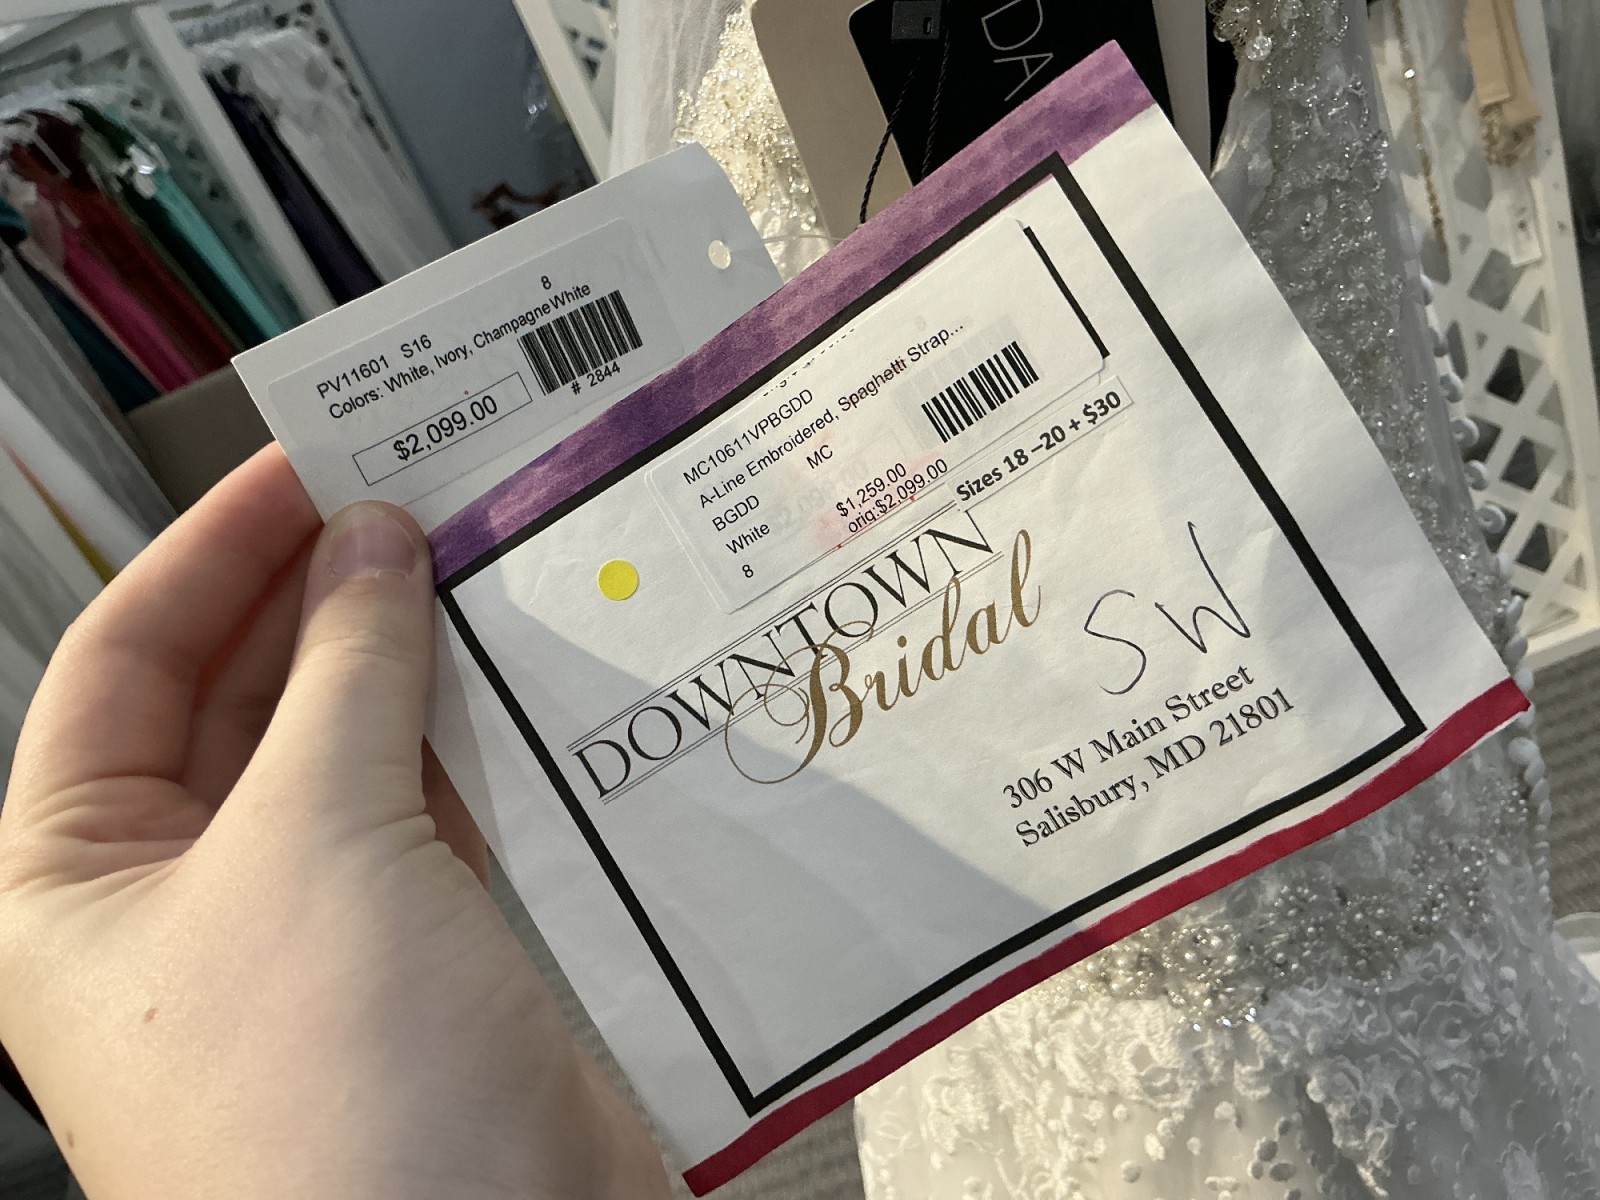 DA
8
PV11601 S16
Colors: White, Ivory, Champagne White
$2,099.00
# 2844
MC10611VPBGDD
A-Line Embroidered, Spaghetti Strap...
BGDD MC
White $1,259.00
orig:$2,099.00
8
Sizes 18 –20 + $30
DOWNTOWN
Bridal
SW
306 W Main Street
Salisbury, MD 21801